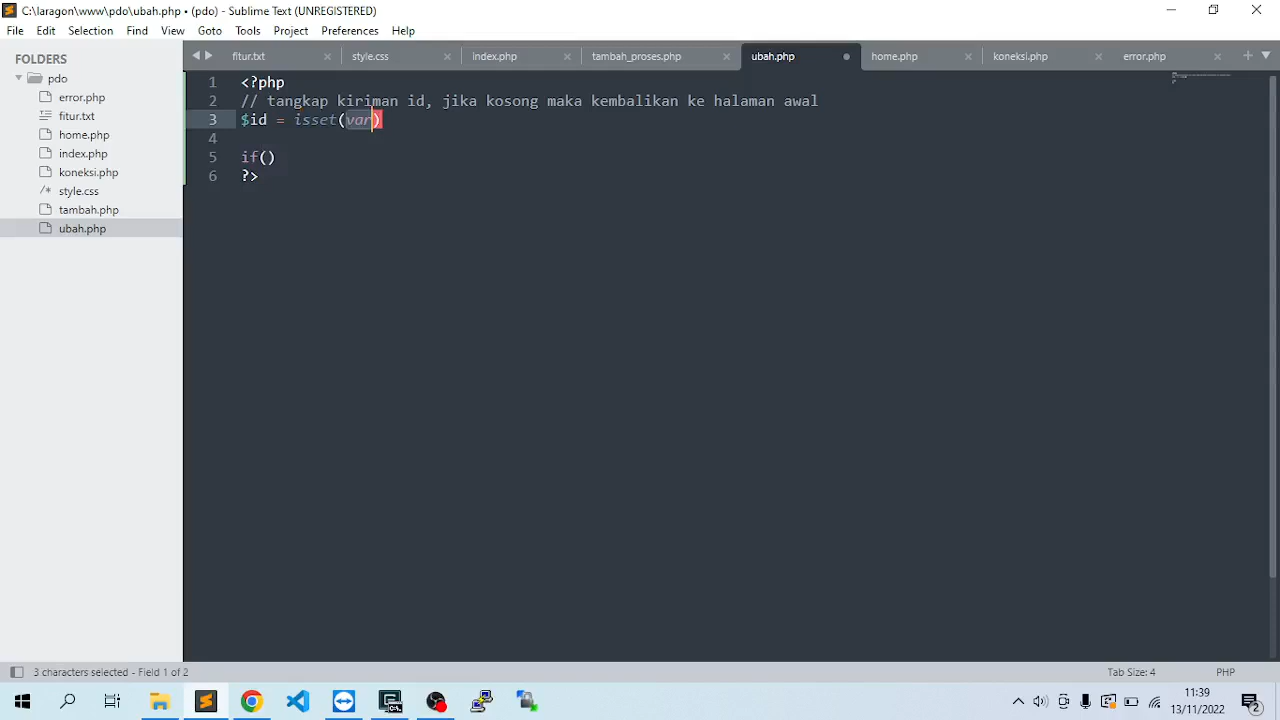 C:\laragon\www\pdo\ubah.php • (pdo) - Sublime Text (UNREGISTERED)
File Edit Selection Find View Goto Tools Project Preferences Help
FOLDERS
pdo
error.php
fitur.txt
home.php
index.php
koneksi.php
style.css
tambah.php
ubah.php
fitur.txt style.css index.php tambah_proses.php ubah.php home.php koneksi.php error.php
1 <?php
2 // tangkap kiriman id, jika kosong maka kembalikan ke halaman awal
3 $id = isset(var)
4
5 if()
6 ?>
3 characters selected - Field 1 of 2
Tab Size: 4
PHP
11:39
13/11/2022
2